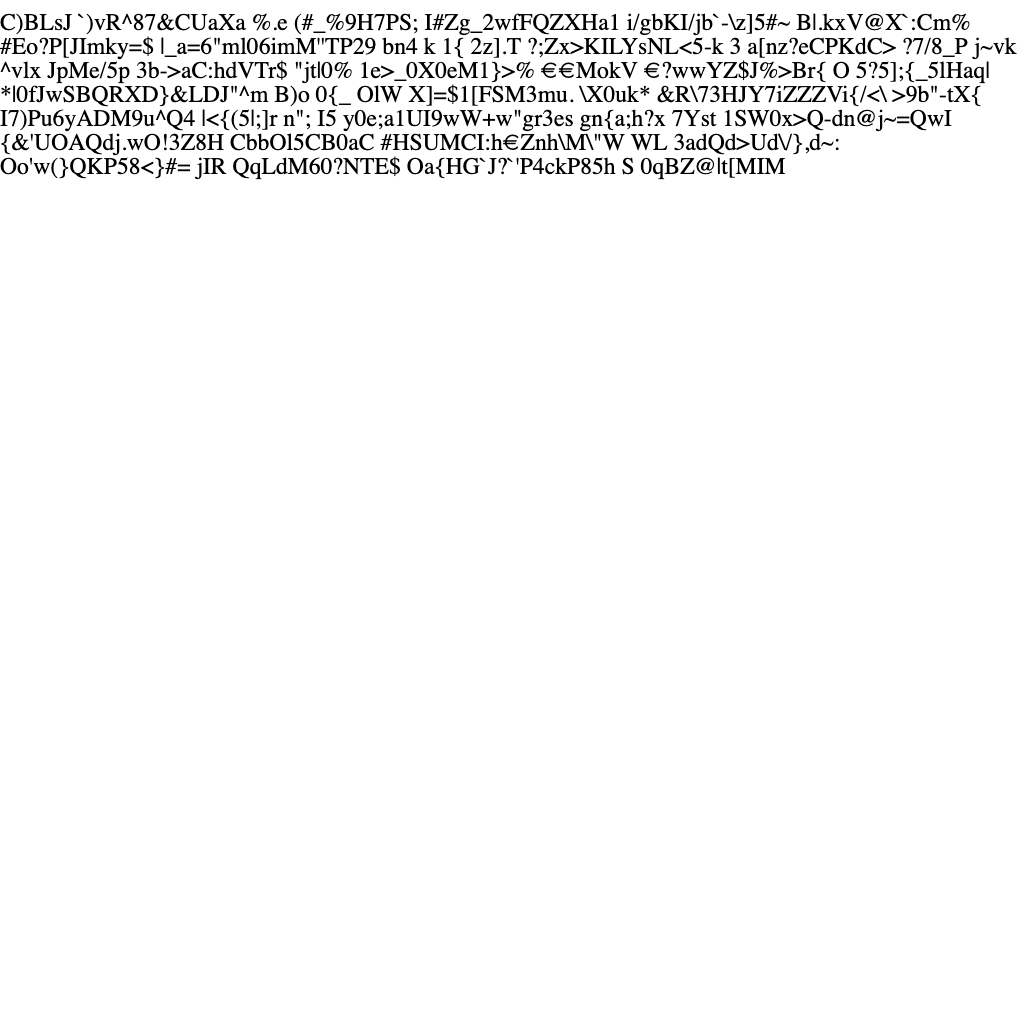 C)BLsJ `)vR^87&CUaXa %.e (#_%9H7PS; I#Zg_2wfFQZXHa1 i/gbKI/jb`-\z]5#~ B|.kxV@X`:Cm%
#Eo?P[JImky=$ |_a=6"ml06imM"TP29 bn4 k 1{ 2z].T ?;Zx>KILYsNL<5-k 3 a[nz?eCPKdC> ?7/8_P j~vk
^vlx JpMe/5p 3b->aC:hdVTr$ "jt|0% 1e>_0X0eM1}>% €€MokV €?wwYZ$J%>Br{ O 5?5];{_5lHaq|
*|0fJwSBQRXD}&LDJ"^m B)o 0{_ OlW X]=$1[FSM3mu. \X0uk* &R\73HJY7iZZZVi{/<\ >9b"-tX{
I7)Pu6yADM9u^Q4 |<{(5l;]r n"; I5 y0e;a1UI9wW+w"gr3es gn{a;h?x 7Yst 1SW0x>Q-dn@j~=QwI
{&'UOAQdj.wO!3Z8H CbbOl5CB0aC #HSUMCI:h€Znh\M\"W WL 3adQd>Ud\/},d~:
Oo'w(}QKP58<}#= jIR QqLdM60?NTE$ Oa{HG`J?`'P4ckP85h S 0qBZ@|t[MIM